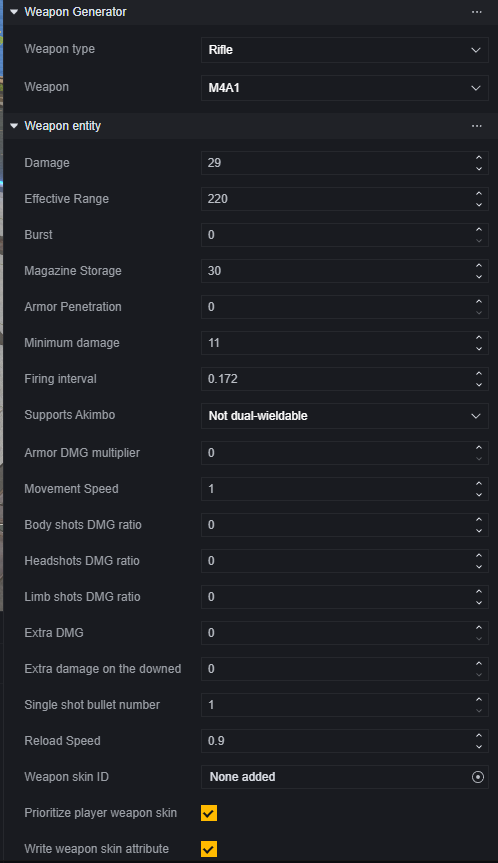 Weapon Generator ...
Weapon type Rifle
Weapon M4A1
Weapon entity ...
Damage 29
Effective Range 220
Burst 0
Magazine Storage 30
Armor Penetration 0
Minimum damage 11
Firing interval 0.172
Supports Akimbo Not dual-wieldable
Armor DMG multiplier 0
Movement Speed 1
Body shots DMG ratio 0
Headshots DMG ratio 0
Limb shots DMG ratio 0
Extra DMG 0
Extra damage on the downed 0
Single shot bullet number 1
Reload Speed 0.9
Weapon skin ID None added
Prioritize player weapon skin
Write weapon skin attribute